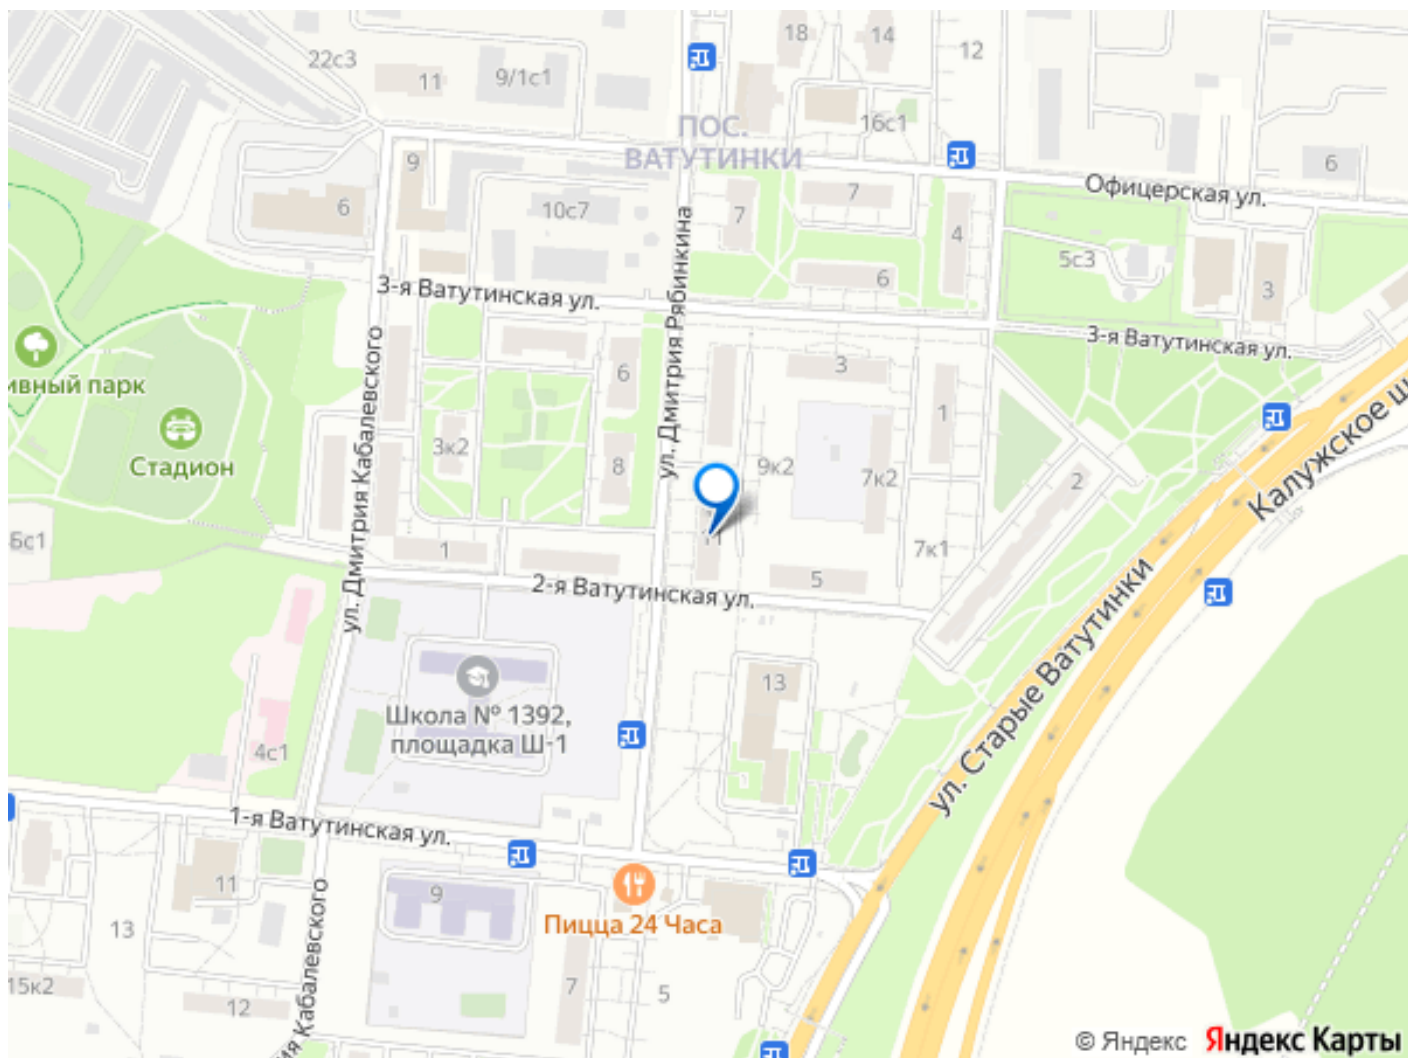 18
14
12
22с3
11
9/1с1
16с1
ПОС.
ВАТУТИНКИ
9
6
Офицерская ул.
6
10с7
7
7
4
5с3
3
6
3-я Ватутинская ул.
ул. Дмитрия Рябинкина
3-я Ватутинская ул.
ул. Дмитрия Кабалевского
ивный парк
Стадион
6
3
1
3к2
8
9к2
7к2
2
Калужское ш
11
7к1
1
5
2-я Ватутинская ул.
ул. Старые Ватутинки
Школа № 1392,
площадка Ш-1
13
4с1
1-я Ватутинская ул.
11
9
Пицца 24 Часа
13
15к2
12
7
5
Кабалевского
© Яндекс Яндекс Карты